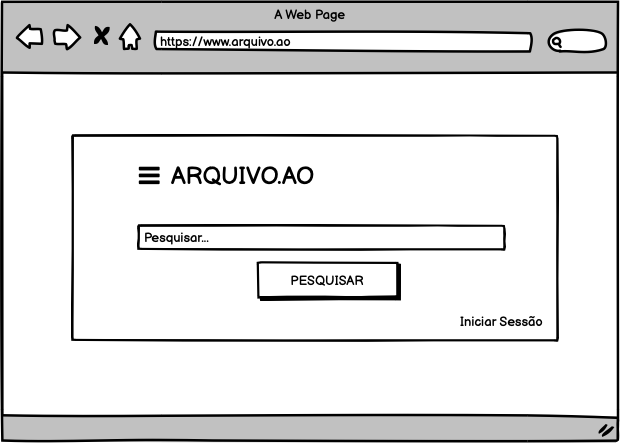 A Web Page
https://www.arquivo.ao
ARQUIVO.AO
Pesquisar...
PESQUISAR
Iniciar Sessão